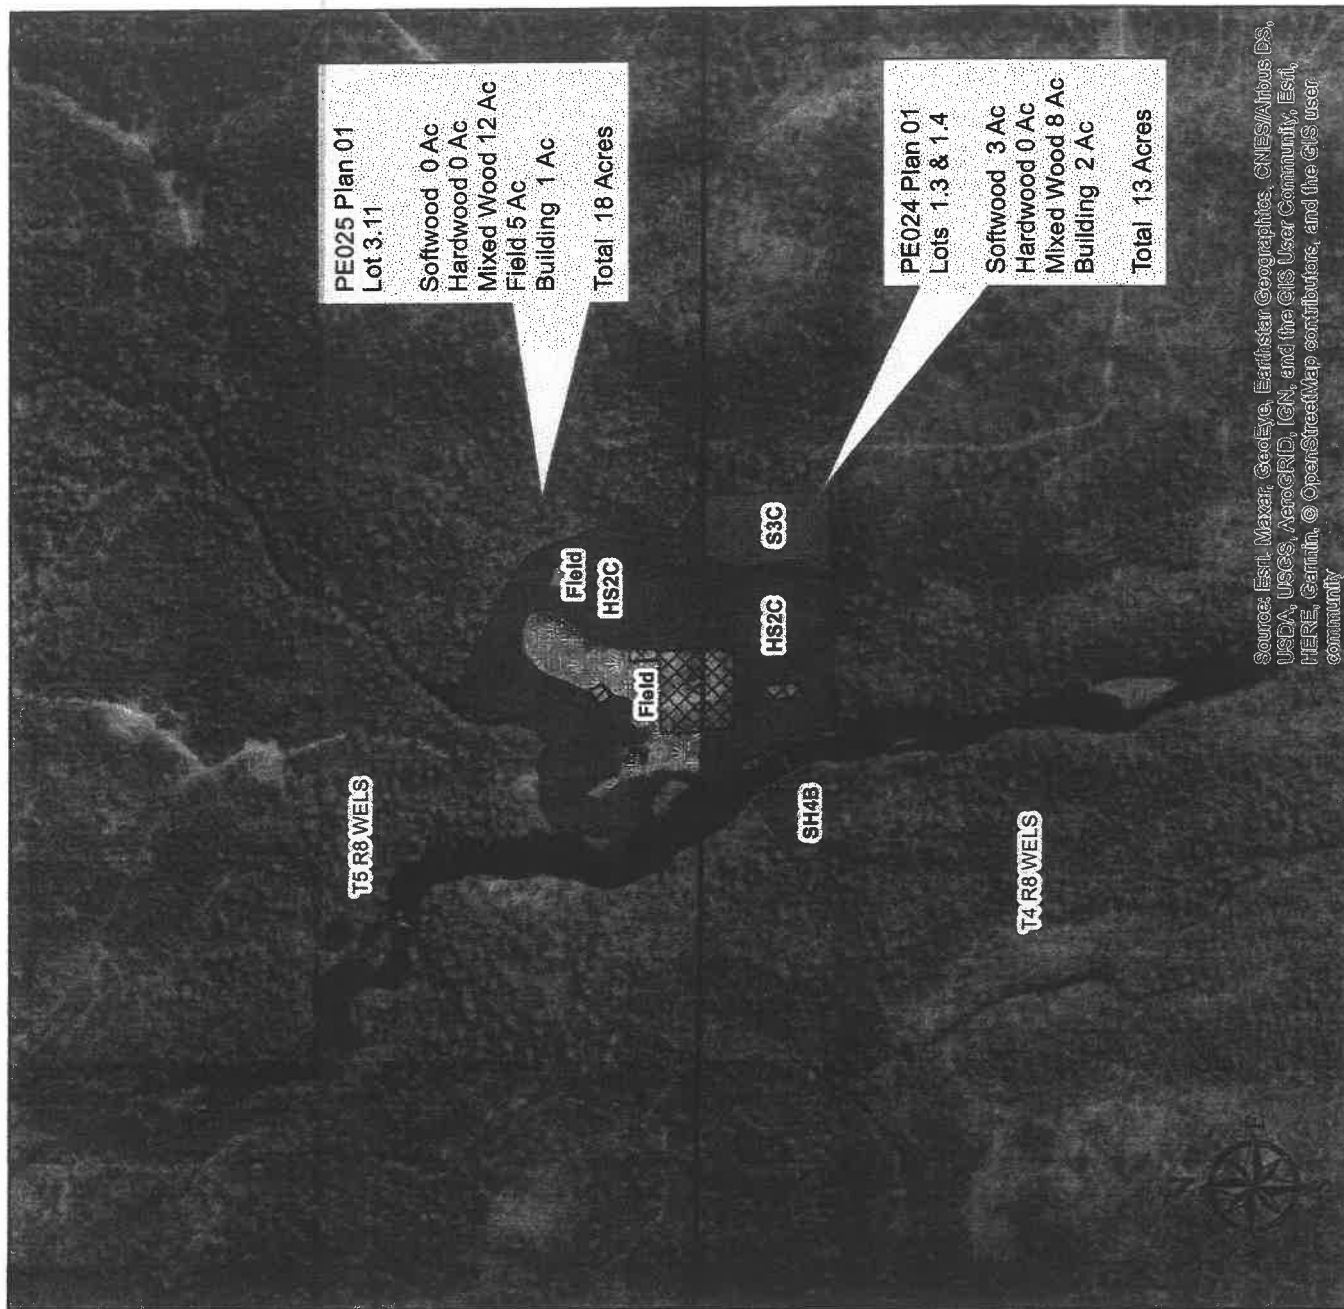 PE025 Plan 01
Lot 3.11
Softwood 0 Ac
Hardwood 0 Ac
Mixed Wood 12 Ac
Field 5 Ac
Building 1 Ac
Total 18 Acres
PE024 Plan 01
Lots 1.3 & 1.4
Softwood 3 Ac
Hardwood 0 Ac
Mixed Wood 8 Ac
Building 2 Ac
Total 13 Acres
T5 R8 WELS
Field
HS2C
Field
HS2C
S3C
SH4B
T4 R8 WELS
N
E
Source: Esri, Maxar, GeoEye, Earthstar Geographics, CNES/Airbus DS,
USDA, USGS, AeroGRID, IGN, and the GIS User Community, Esri,
HERE, Garmin, © OpenStreetMap contributors, and the GIS user
community